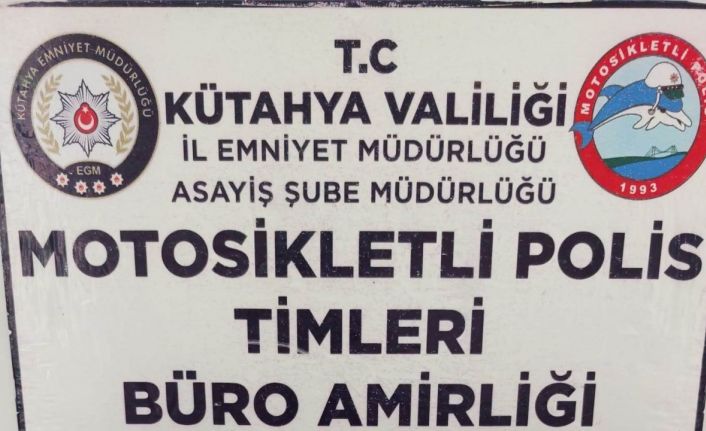 T.C
KÜTAHYA VALİLİĞİ
İL EMNİYET MÜDÜRLÜĞÜ
ASAYİŞ ŞUBE MÜDÜRLÜĞÜ
MOTOSİKLETLİ POLİS
TİMLERİ
BÜRO AMİRLİĞİ
KÜTAHYA EMNİYET MÜDÜRLÜĞÜ
EGM
MOTOSİKLETLİ
1993